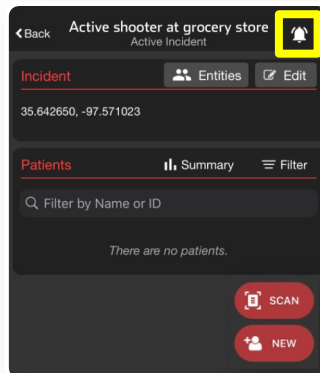 Back Active shooter at grocery store
Active Incident
Incident Entities Edit
35.642650, -97.571023
Patients Summary Filter
Filter by Name or ID
There are no patients.
SCAN
NEW